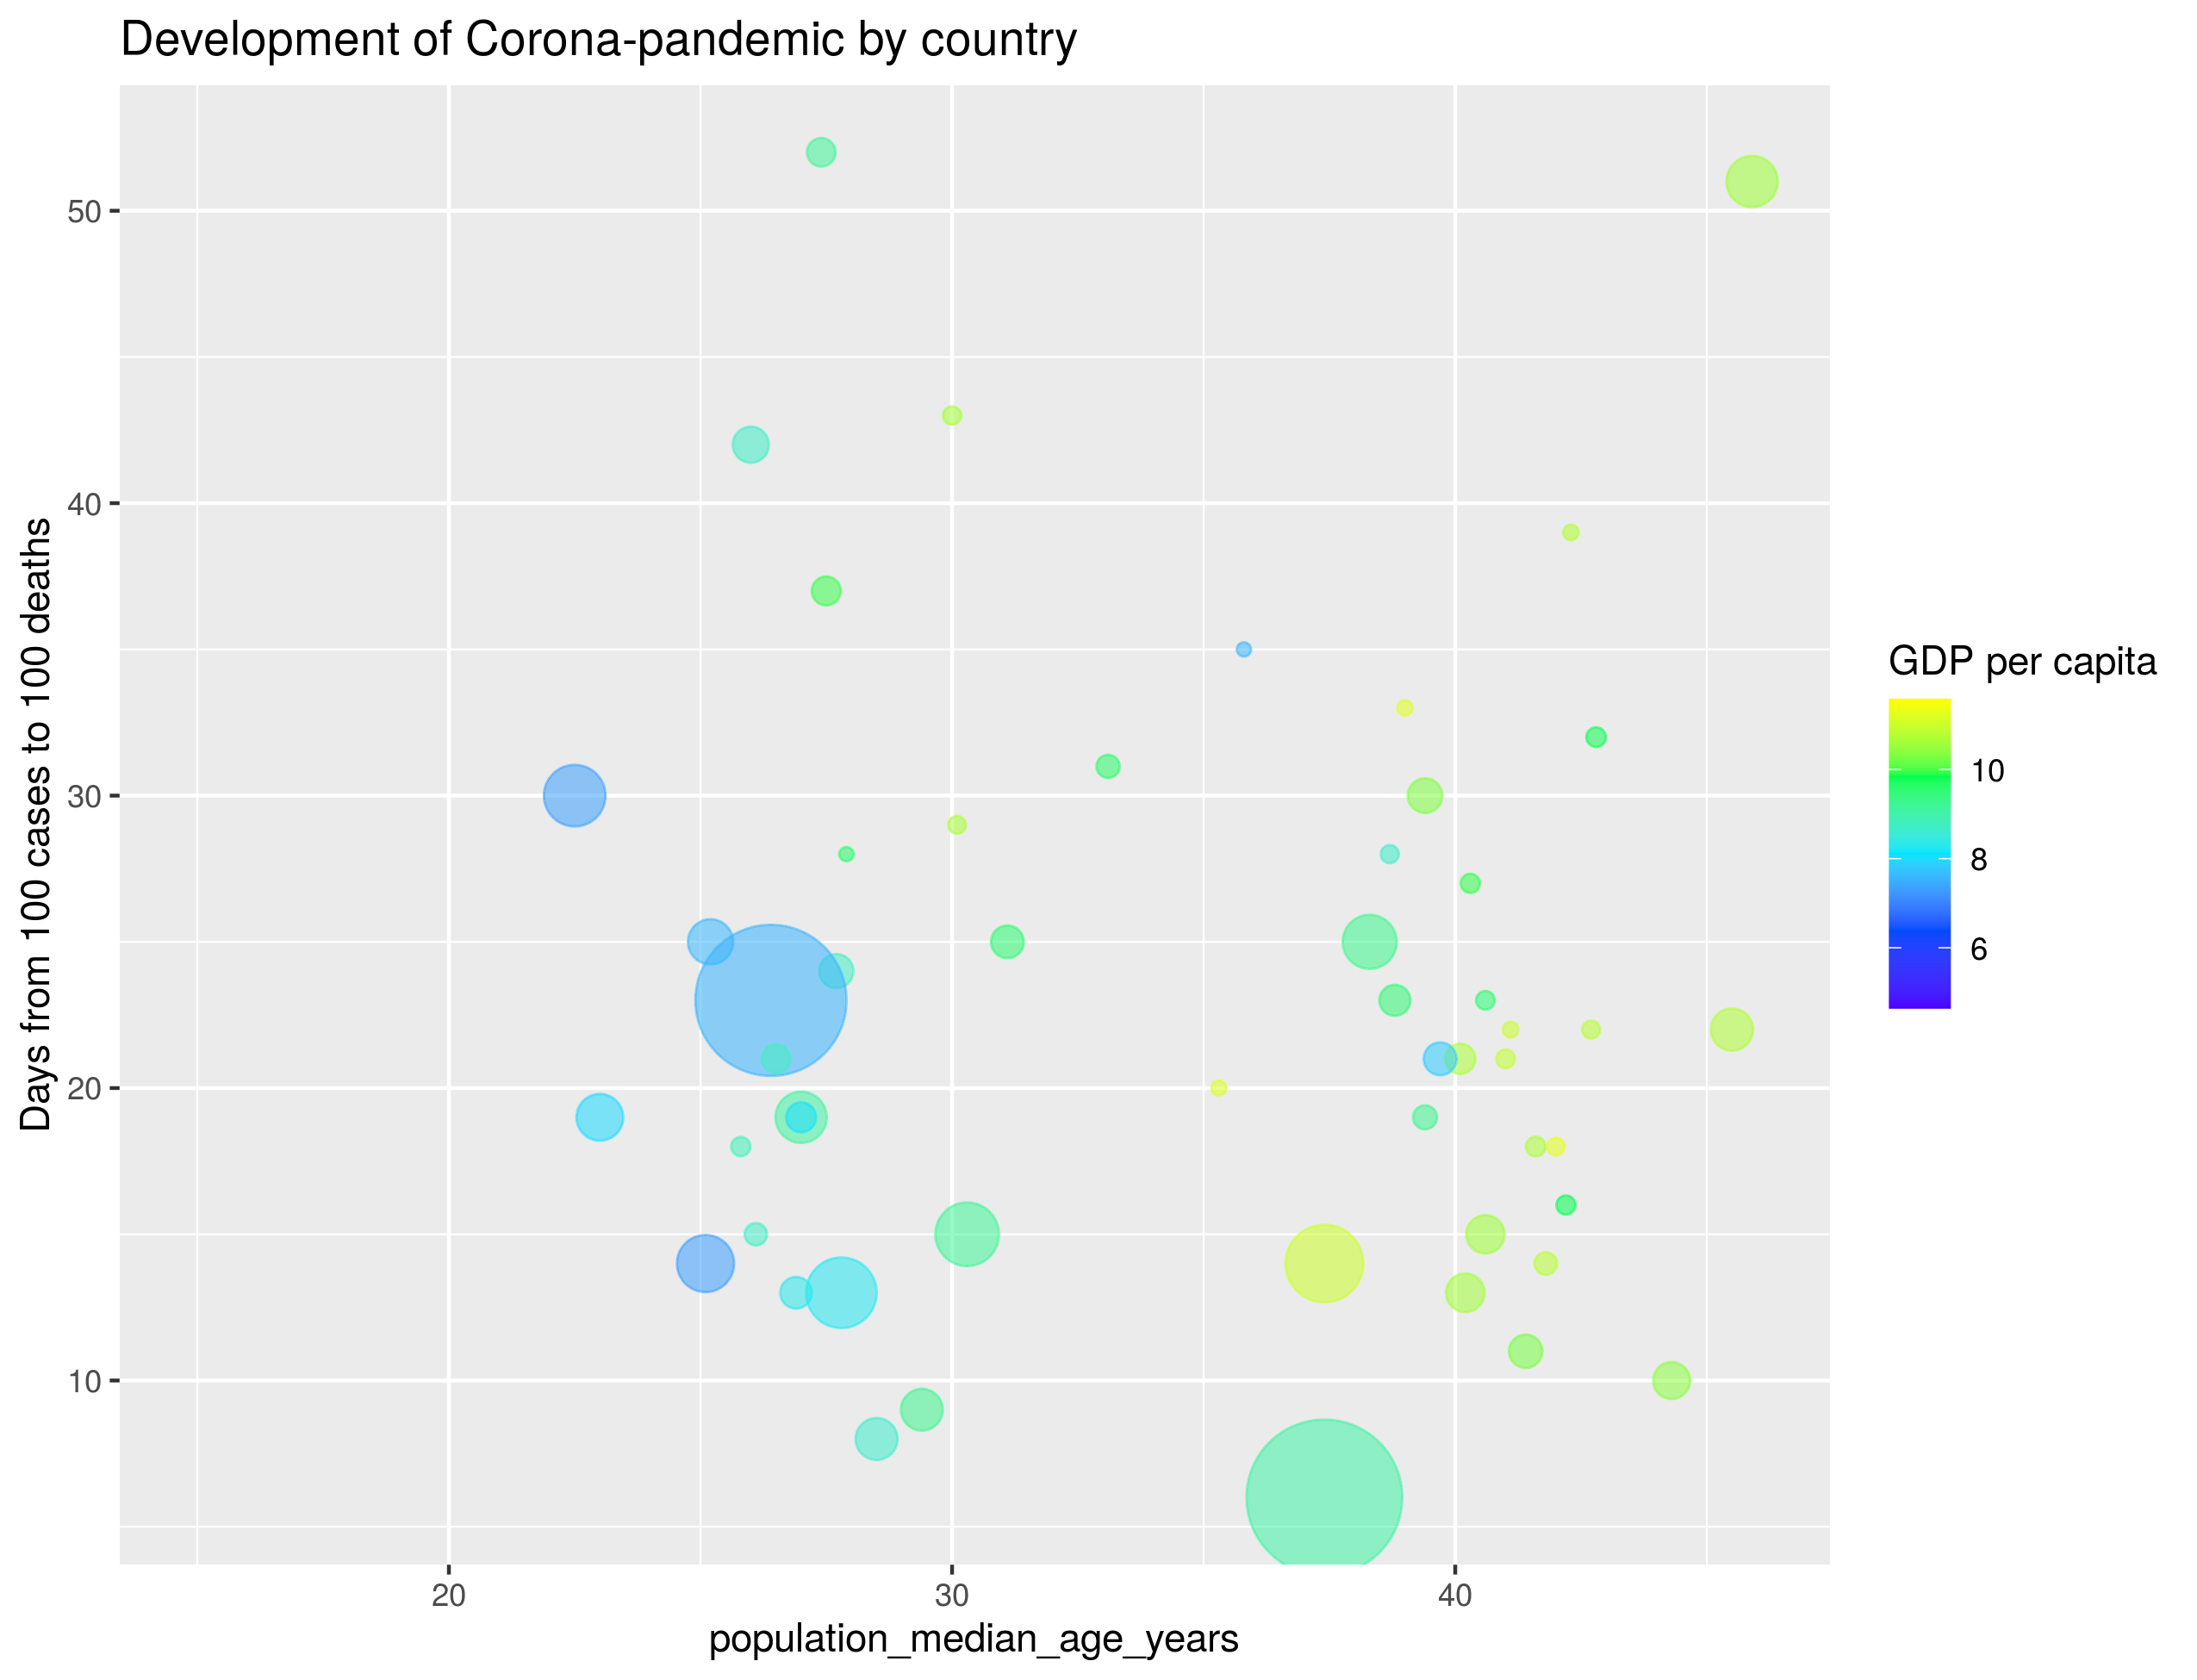 Development of Corona-pandemic by country
Days from 100 cases to 100 deaths
50
40
30
20
10
20
30
40
population_median_age_years
GDP per capita
10
8
6